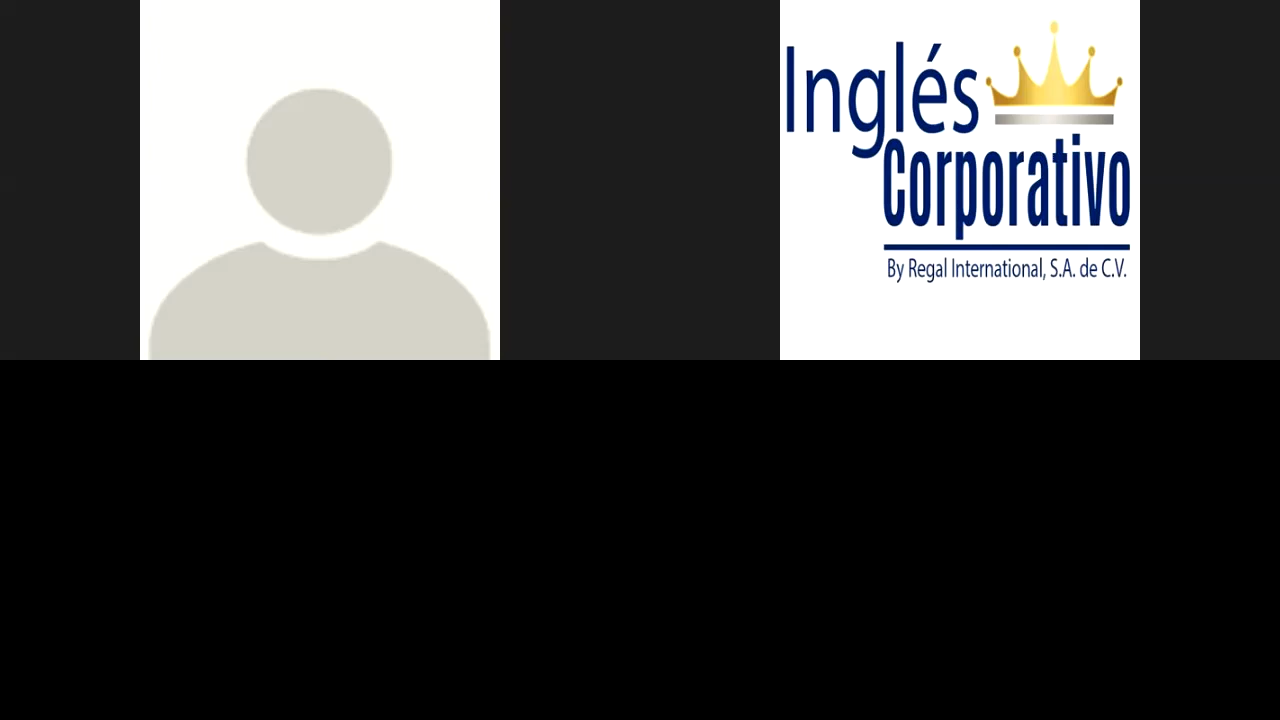 Inglés
Corporativo
By Regal International, S.A. de C.V.